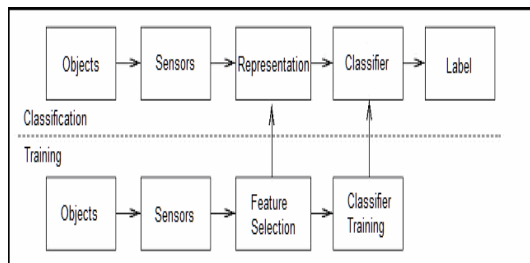 Objects
Sensors
Representation
Classifier
Label
Classification
Training
Objects
Sensors
Feature
Selection
Classifier
Training